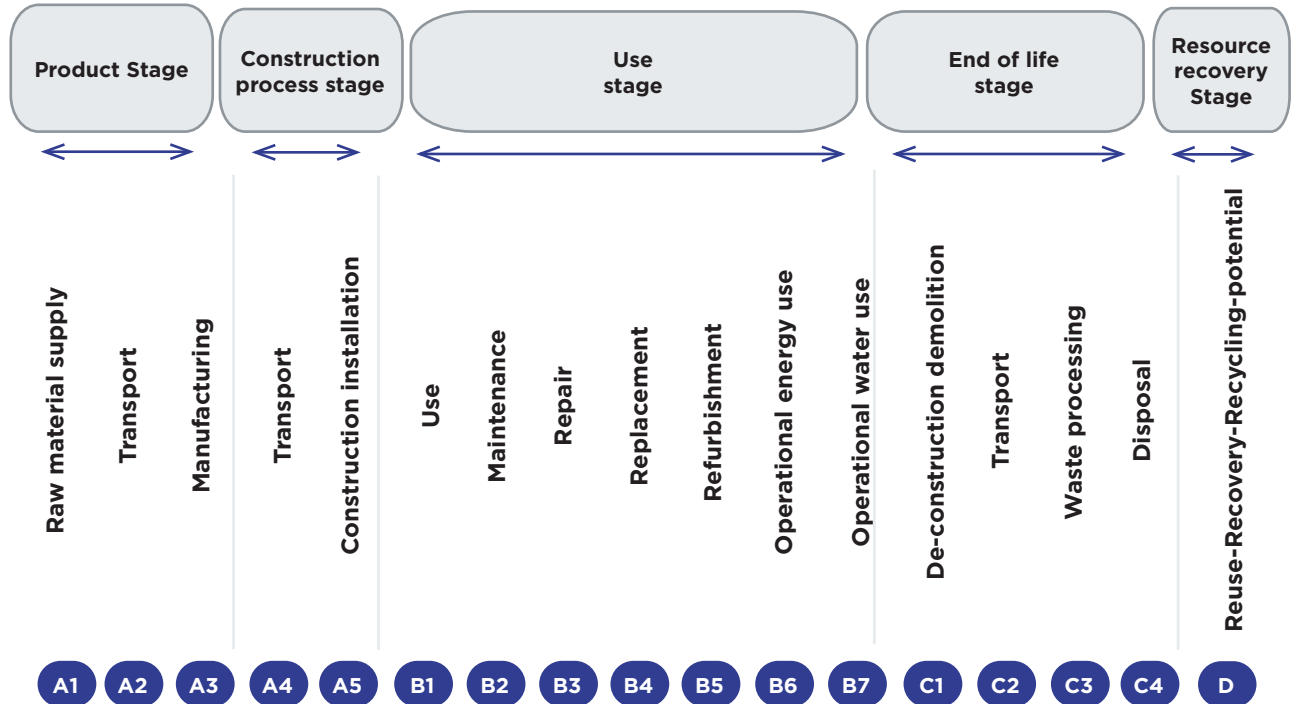 Product Stage
Construction
process stage
Use
stage
End of life
stage
Resource
recovery
Stage
Raw material supply
Transport
Manufacturing
Transport
Construction installation
Use
Maintenance
Repair
Replacement
Refurbishment
Operational energy use
Operational water use
De-construction demolition
Transport
Waste processing
Disposal
Reuse-Recovery-Recycling-potential
A1
A2
A3
A4
A5
B1
B2
B3
B4
B5
B6
B7
C1
C2
C3
C4
D